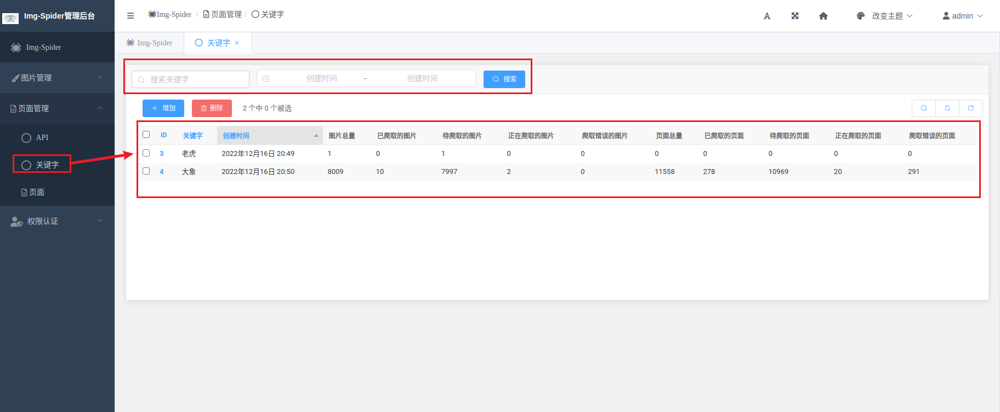 Img-Spider管理后台
Img-Spider / 页面管理 / 关键字
改变主题
admin
Img-Spider
图片管理
页面管理
API
关键字
页面
权限认证
Img-Spider 关键字
搜索关键字 创建时间 - 创建时间 搜索
增加 删除 2 个中 0 个被选
ID 关键字 创建时间 图片总量 已爬取的图片 待爬取的图片 正在爬取的图片 爬取错误的图片 页面总量 已爬取的页面 待爬取的页面 正在爬取的页面 爬取错误的页面
3 老虎 2022年12月16日 20:49 1 0 1 0 0 0 0 0 0 0
4 大象 2022年12月16日 20:50 8009 10 7997 2 0 11558 278 10969 20 291